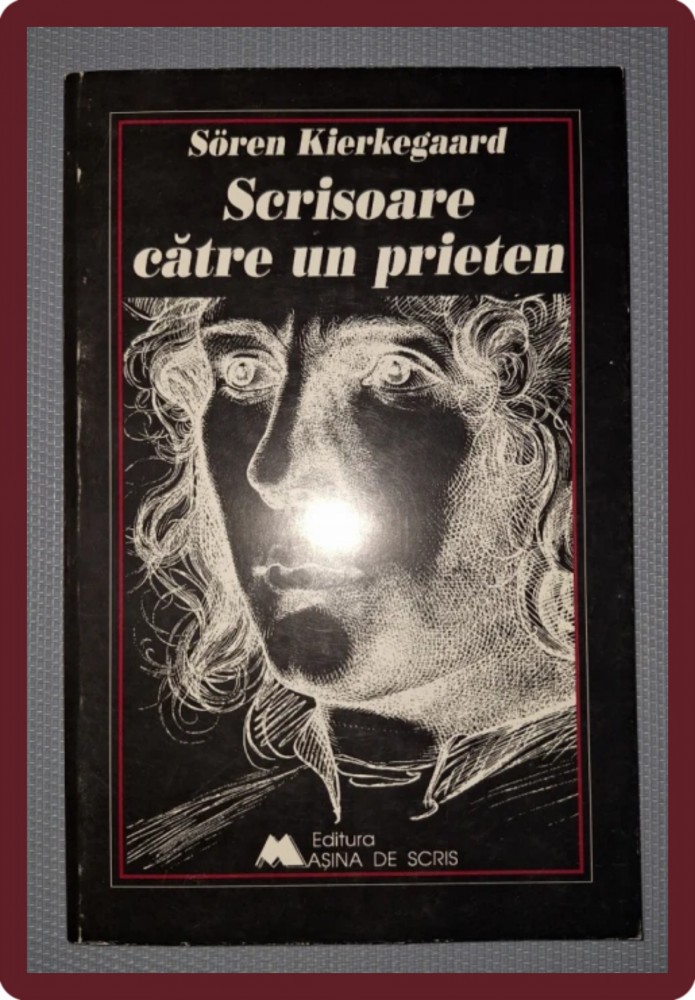 Sören Kierkegaard
Scrisoare
către un prieten
Editura
MAȘINA DE SCRIS